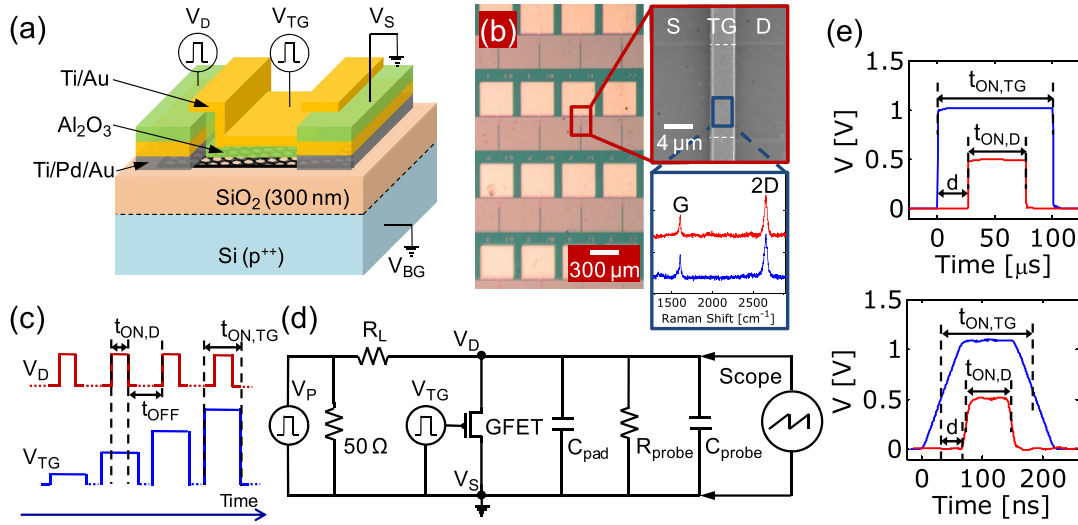 (a)
V_D
V_TG
V_S
Ti/Au
Al₂O₃
Ti/Pd/Au
SiO₂ (300 nm)
Si (p⁺⁺)
V_BG
(b)
300 μm
S TG D
4 μm
G
2D
1500 2000 2500
Raman Shift [cm⁻¹]
(c)
t_ON,D
t_ON,TG
V_D
t_OFF
V_TG
Time
(d)
R_L
V_D
V_P
50 Ω
V_TG
GFET
V_S
C_pad
R_probe
C_probe
Scope
(e)
1.5
1
0.5
0
V [V]
t_ON,TG
t_ON,D
d
0 50 100
Time [μs]
1.5
1
0.5
0
V [V]
t_ON,TG
t_ON,D
d
0 100 200
Time [ns]